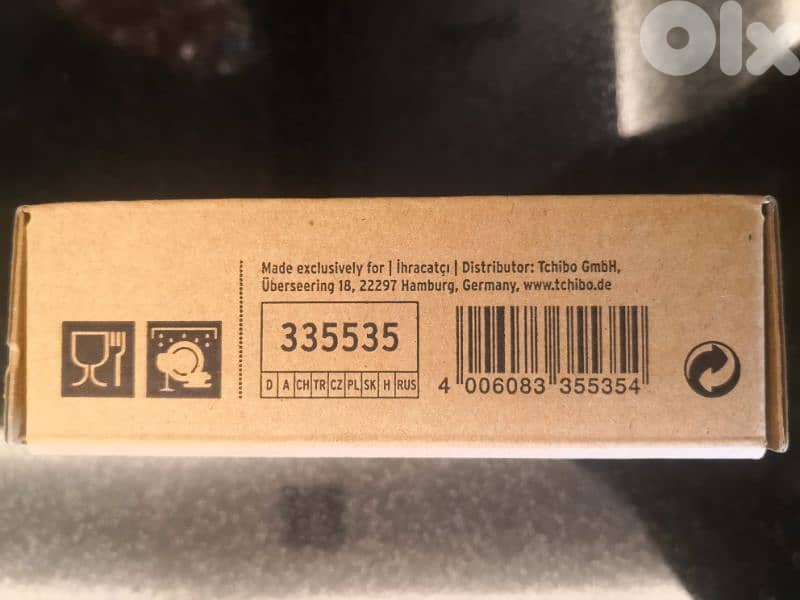 Olx
Made exclusively for | İhracatçı | Distributor: Tchibo GmbH,
Überseering 18, 22297 Hamburg, Germany, www.tchibo.de
335535
D A CH TR CZ PL SK H RUS
4 006083 355354